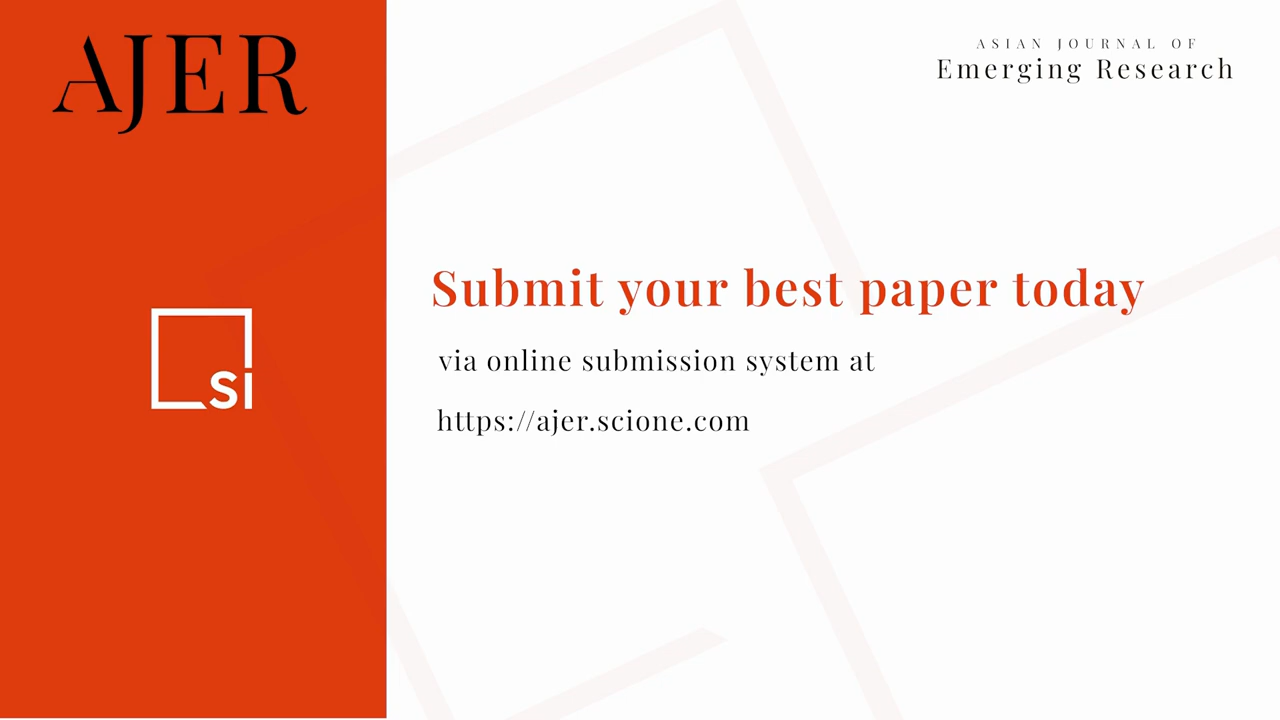 AJER
ASIAN JOURNAL OF
Emerging Research
Submit your best paper today
via online submission system at
https://ajer.scione.com
si